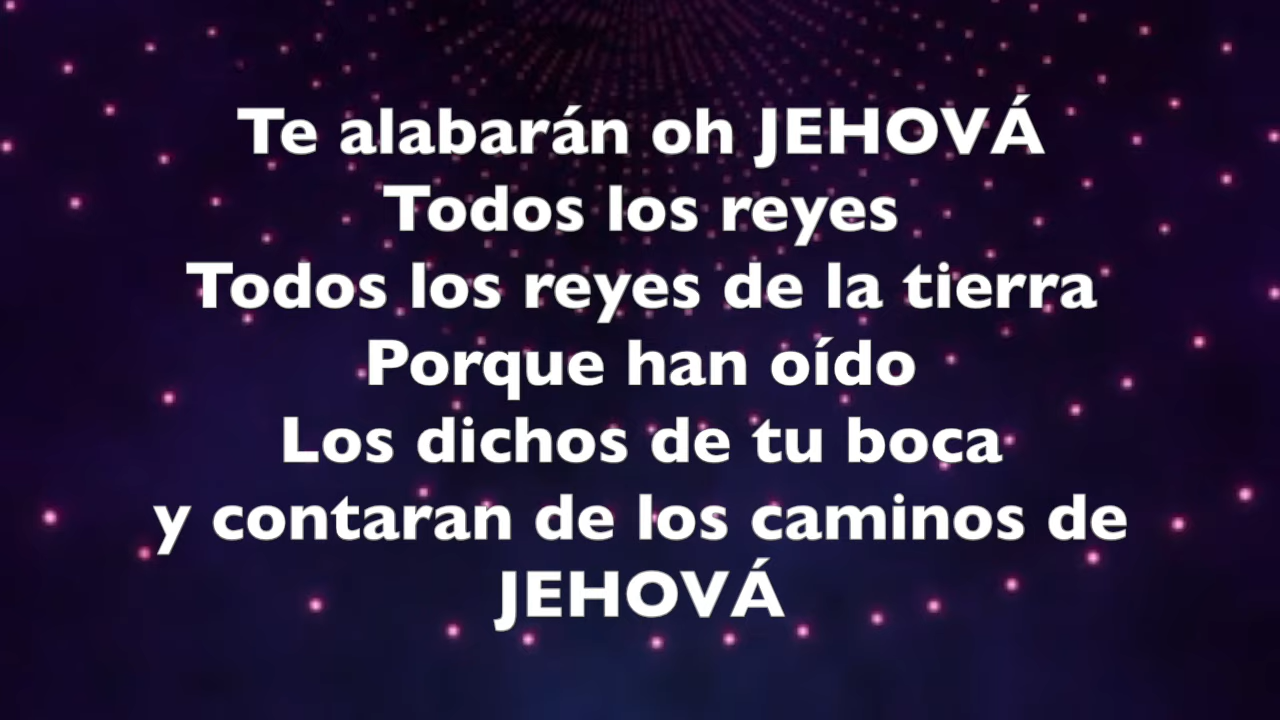 Te alabarán oh JEHOVÁ
Todos los reyes
Todos los reyes de la tierra
Porque han oído
Los dichos de tu boca
y contaran de los caminos de
JEHOVÁ